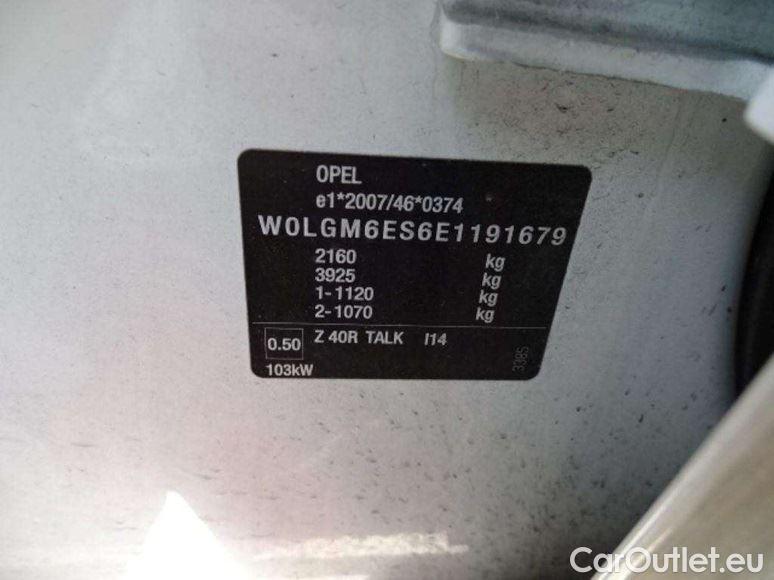 OPEL
e1*2007/46*0374
W0LGM6ES6E1191679
2160 kg
3925 kg
1-1120 kg
2-1070 kg
0.50 Z 40R TALK I14
103kW
3385
CarOutlet.eu